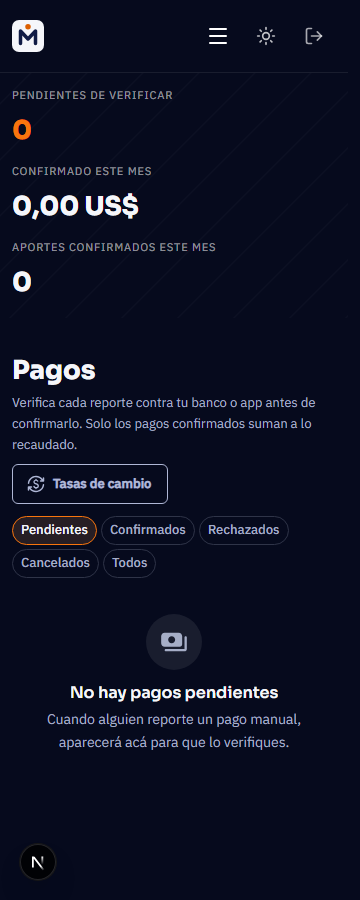 M
PENDIENTES DE VERIFICAR
0
CONFIRMADO ESTE MES
0,00 US$
APORTES CONFIRMADOS ESTE MES
0
Pagos
Verifica cada reporte contra tu banco o app antes de
confirmarlo. Solo los pagos confirmados suman a lo
recaudado.
Tasas de cambio
Pendientes Confirmados Rechazados
Cancelados Todos
No hay pagos pendientes
Cuando alguien reporte un pago manual,
aparecerá acá para que lo verifiques.
N